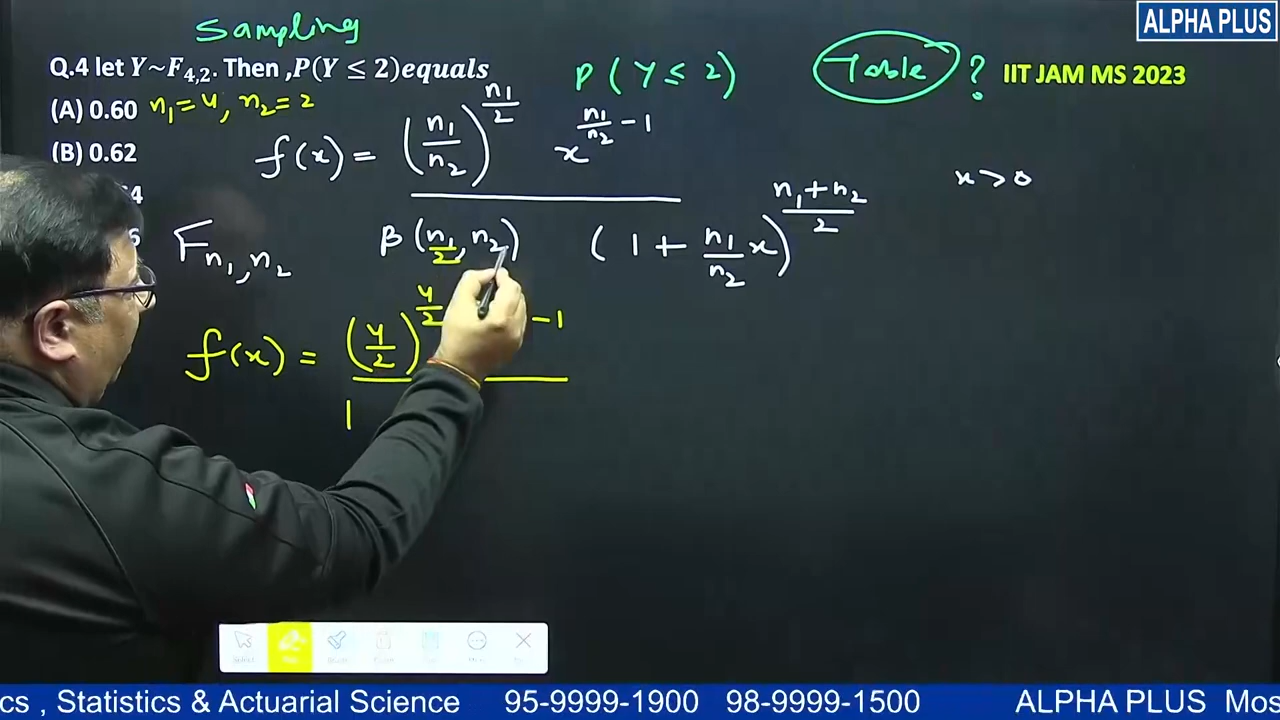 ALPHA PLUS
Sampling
Q.4 let Y~F4,2. Then ,P(Y ≤ 2)equals
P ( Y ≤ 2 )
Table ?
IIT JAM MS 2023
(A) 0.60
n1 = 4, n2 = 2
(B) 0.62
f(x) = (n1/n2)^(n1/2) x^(n1/n2 - 1)
x > 0
β (n1/2, n2) (1 + n1/n2 x)^((n1+n2)/2)
Fn1,n2
f(x) = (4/2)^(4/2) -1
cs , Statistics & Actuarial Science 95-9999-1900 98-9999-1500 ALPHA PLUS Mos